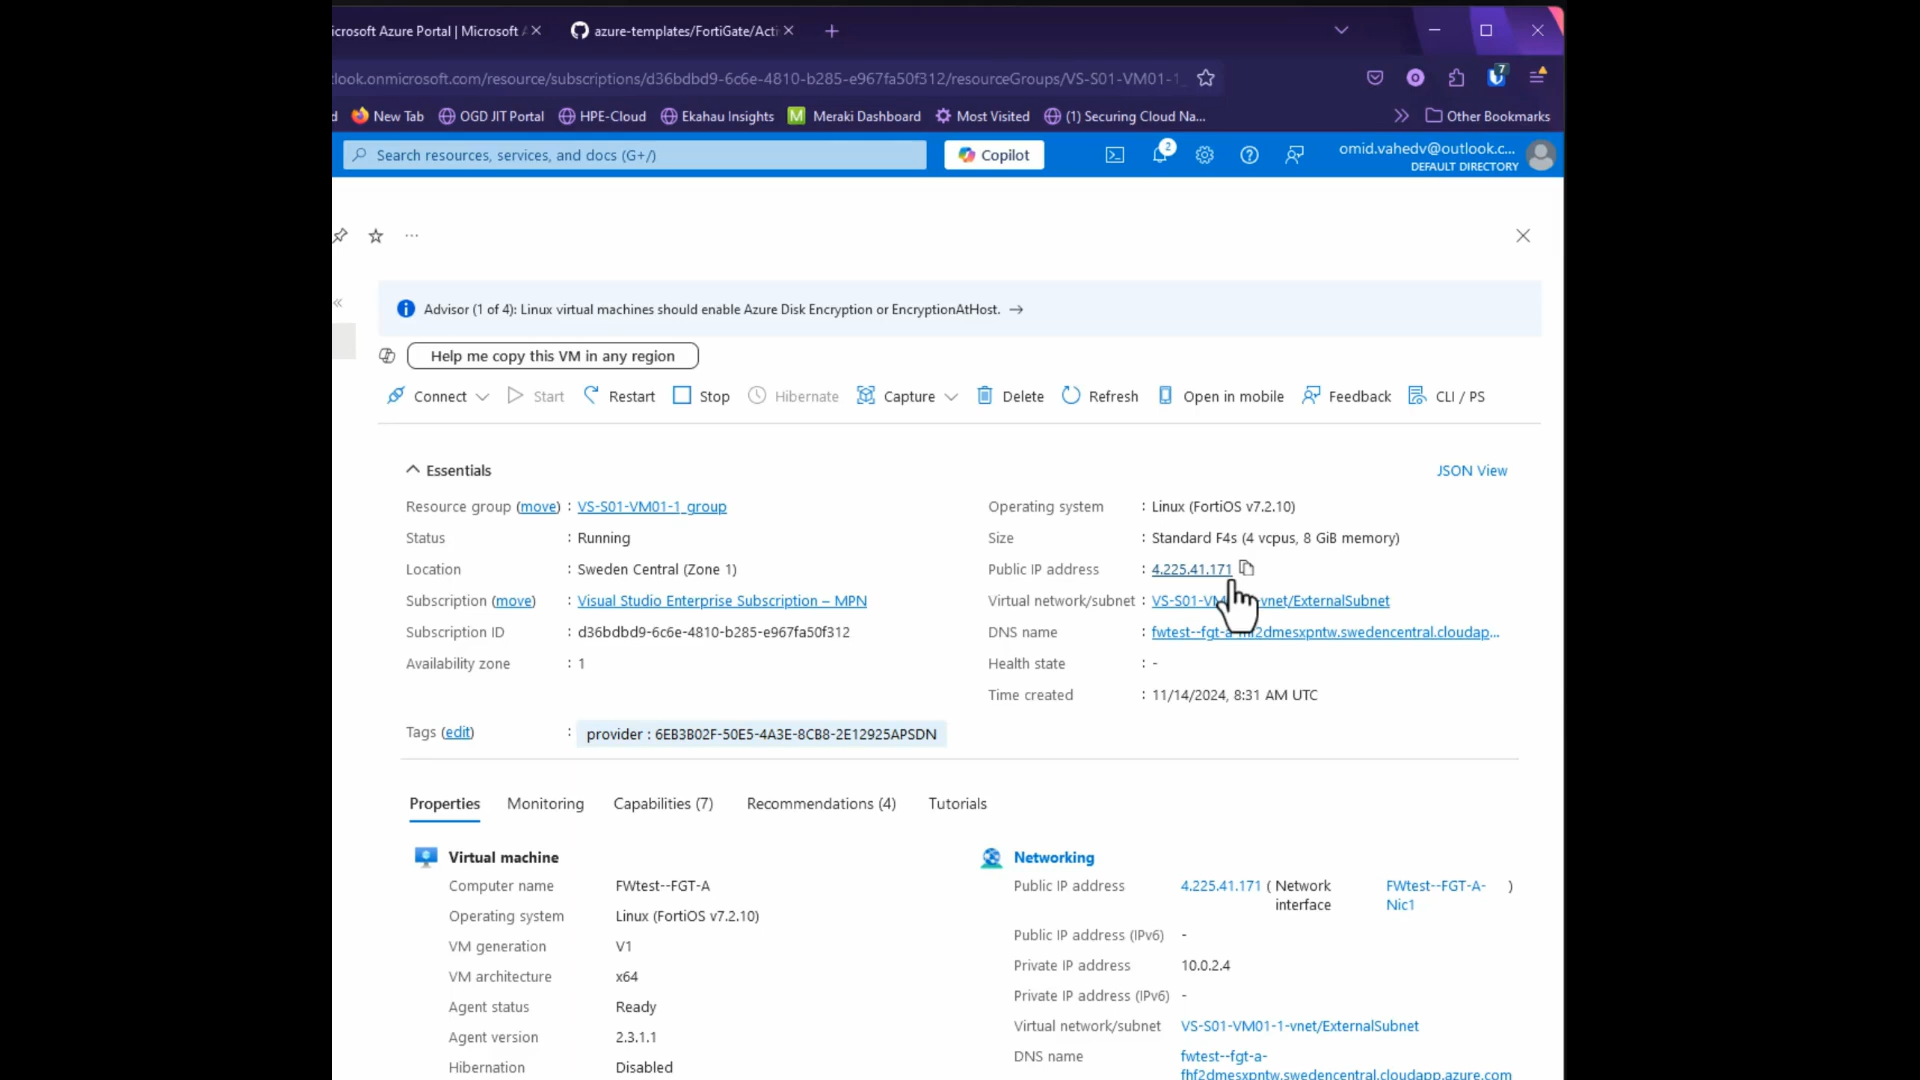 icrosoft Azure Portal | Microsoft A
azure-templates/FortiGate/Acti
look.onmicrosoft.com/resource/subscriptions/d36bdbd9-6c6e-4810-b285-e967fa50f312/resourceGroups/VS-S01-VM01-1_
7
d New Tab OGD JIT Portal HPE-Cloud Ekahau Insights M Meraki Dashboard Most Visited (1) Securing Cloud Na... Other Bookmarks
Search resources, services, and docs (G+/)
Copilot
2
omid.vahedv@outlook.c...
DEFAULT DIRECTORY
Advisor (1 of 4): Linux virtual machines should enable Azure Disk Encryption or EncryptionAtHost. →
Help me copy this VM in any region
Connect Start Restart Stop Hibernate Capture Delete Refresh Open in mobile Feedback CLI / PS
Essentials
JSON View
Resource group (move) : VS-S01-VM01-1_group
Status : Running
Location : Sweden Central (Zone 1)
Subscription (move) : Visual Studio Enterprise Subscription – MPN
Subscription ID : d36bdbd9-6c6e-4810-b285-e967fa50f312
Availability zone : 1
Operating system : Linux (FortiOS v7.2.10)
Size : Standard F4s (4 vcpus, 8 GiB memory)
Public IP address : 4.225.41.171
Virtual network/subnet : VS-S01-VM -vnet/ExternalSubnet
DNS name : fwtest--fgt-a-fhf2dmesxpntw.swedencentral.cloudap...
Health state : -
Time created : 11/14/2024, 8:31 AM UTC
Tags (edit) : provider : 6EB3B02F-50E5-4A3E-8CB8-2E12925APSDN
Properties Monitoring Capabilities (7) Recommendations (4) Tutorials
Virtual machine
Computer name FWtest--FGT-A
Operating system Linux (FortiOS v7.2.10)
VM generation V1
VM architecture x64
Agent status Ready
Agent version 2.3.1.1
Hibernation Disabled
Networking
Public IP address 4.225.41.171 ( Network interface FWtest--FGT-A-Nic1 )
Public IP address (IPv6) -
Private IP address 10.0.2.4
Private IP address (IPv6) -
Virtual network/subnet VS-S01-VM01-1-vnet/ExternalSubnet
DNS name fwtest--fgt-a-
fhf2dmesxpntw.swedencentral.cloudapp.azure.com